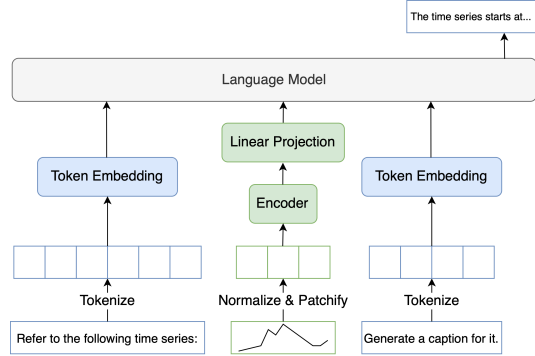 The time series starts at...
Language Model
Linear Projection
Token Embedding
Token Embedding
Encoder
Tokenize
Normalize & Patchify
Tokenize
Refer to the following time series:
Generate a caption for it.